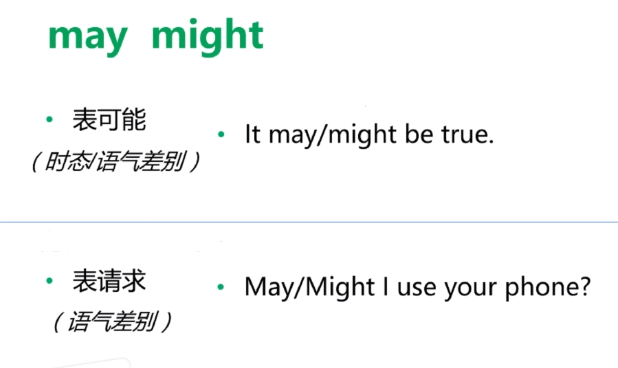 may might
• 表可能
（时态/语气差别）
• It may/might be true.
• 表请求
（语气差别）
• May/Might I use your phone?